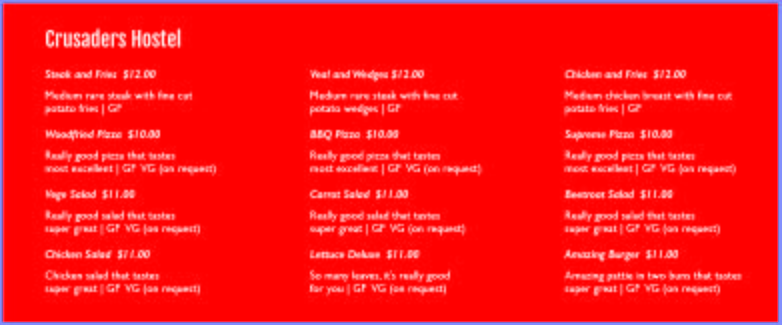 Crusaders Hostel
Steak and Fries $12.00
Medium rare steak with fine cut
potato fries | GF
Woodfried Pizza $10.00
Really good pizza that tastes
most excellent | GF VG (on request)
Vege Salad $11.00
Really good salad that tastes
super great | GF VG (on request)
Chicken Salad $11.00
Chicken salad that tastes
super great | GF VG (on request)
Veal and Wedges $12.00
Medium rare steak with fine cut
potato wedges | GF
BBQ Pizza $10.00
Really good pizza that tastes
most excellent | GF VG (on request)
Carrot Salad $11.00
Really good salad that tastes
super great | GF VG (on request)
Lettuce Deluxe $11.00
So many leaves, it's really good
for you | GF VG (on request)
Chicken and Fries $12.00
Medium chicken breast with fine cut
potato fries | GF
Supreme Pizza $10.00
Really good pizza that tastes
most excellent | GF VG (on request)
Beetroot Salad $11.00
Really good salad that tastes
super great | GF VG (on request)
Amazing Burger $11.00
Amazing pattie in two buns that tastes
super great | GF VG (on request)